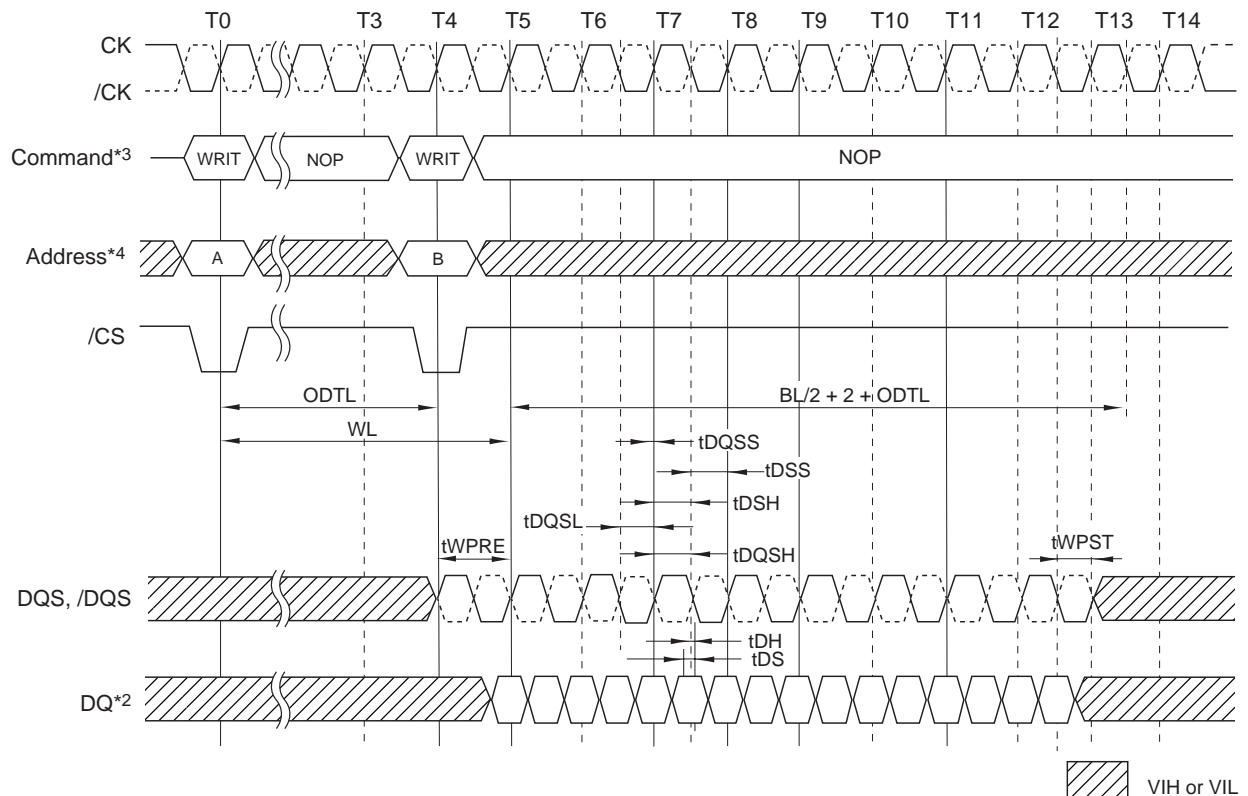 T0 T3 T4 T5 T6 T7 T8 T9 T10 T11 T12 T13 T14
CK
/CK
Command*3 WRIT NOP WRIT NOP
Address*4 A B
/CS
ODTL BL/2 + 2 + ODTL
WL
tDQSS
tDSS
tDSH
tDQSL
tWPRE tDQSH tWPST
DQS, /DQS
tDH
tDS
DQ*2
VIH or VIL